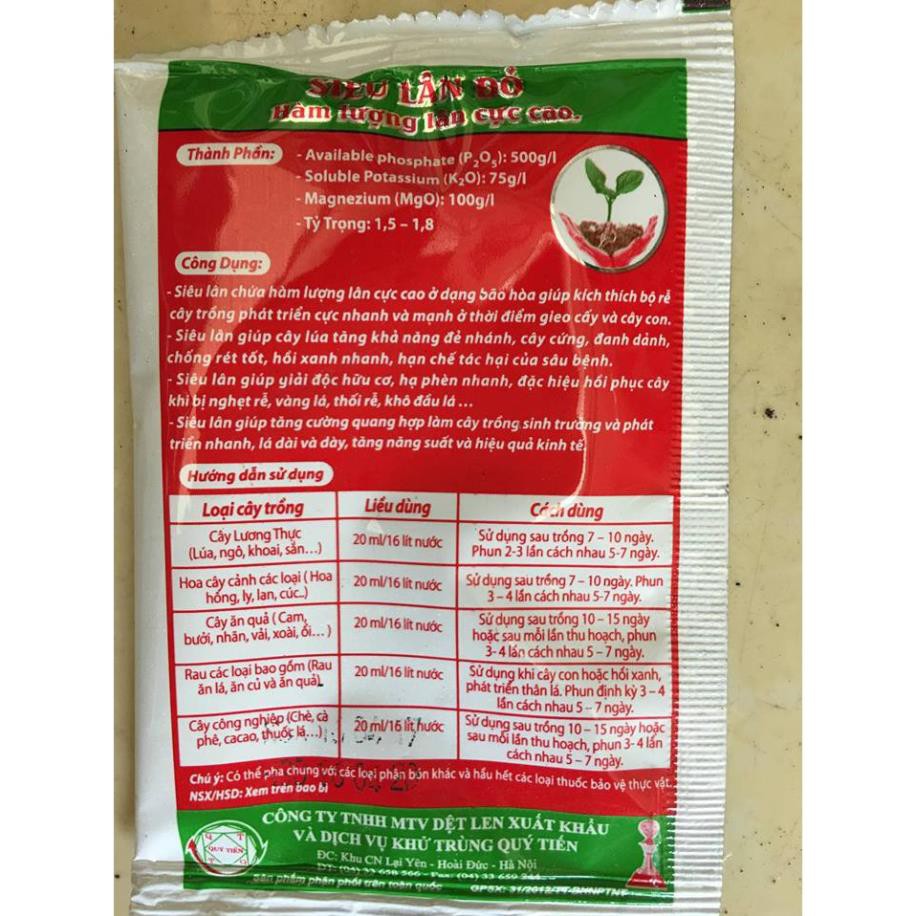 SIÊU LÂN ĐỎ
Hàm lượng lân cực cao.
Thành Phần:
- Available phosphate (P₂O₅): 500g/l
- Soluble Potassium (K₂O): 75g/l
- Magnezium (MgO): 100g/l
- Tỷ Trọng: 1,5 – 1,8
Công Dụng:
- Siêu lân chứa hàm lượng lân cực cao ở dạng bão hòa giúp kích thích bộ rễ
cây trồng phát triển cực nhanh và mạnh ở thời điểm gieo cấy và cây con.
- Siêu lân giúp cây lúa tăng khả năng đẻ nhánh, cây cứng, đanh dảnh,
chống rét tốt, hồi xanh nhanh, hạn chế tác hại của sâu bệnh.
- Siêu lân giúp giải độc hữu cơ, hạ phèn nhanh, đặc hiệu hồi phục cây
khi bị nghẹt rễ, vàng lá, thối rễ, khô đầu lá ...
- Siêu lân giúp tăng cường quang hợp làm cây trồng sinh trưởng và phát
triển nhanh, lá dài và dày, tăng năng suất và hiệu quả kinh tế.
Hướng dẫn sử dụng
Loại cây trồng Liều dùng Cách dùng
Cây Lương Thực
(Lúa, ngô, khoai, sắn...)
20 ml/16 lít nước
Sử dụng sau trồng 7 – 10 ngày.
Phun 2-3 lần cách nhau 5-7 ngày.
Hoa cây cảnh các loại ( Hoa
hồng, ly, lan, cúc..)
20 ml/16 lít nước
Sử dụng sau trồng 7 – 10 ngày. Phun
3 – 4 lần cách nhau 5-7 ngày.
Cây ăn quả ( Cam,
bưởi, nhãn, vải, xoài, ổi... )
20 ml/16 lít nước
Sử dụng sau trồng 10 – 15 ngày
hoặc sau mỗi lần thu hoạch, phun
3- 4 lần cách nhau 5 – 7 ngày.
Rau các loại bao gồm (Rau
ăn lá, ăn củ và ăn quả).
20 ml/16 lít nước
Sử dụng khi cây con hoặc hồi xanh,
phát triển thân lá. Phun định kỳ 3 – 4
lần cách nhau 5 – 7 ngày.
Cây công nghiệp (Chè, cà
phê, cacao, thuốc lá...)
20 ml/16 lít nước
Sử dụng sau trồng 10 – 15 ngày hoặc
sau mỗi lần thu hoạch, phun 3- 4 lần
cách nhau 5 – 7 ngày.
Chú ý: Có thể pha chung với các loại phân bón khác và hầu hết các loại thuốc bảo vệ thực vật.
NSX/HSD: Xem trên bao bì
QUÝ TIẾN
CÔNG TY TNHH MTV DỆT LEN XUẤT KHẨU
VÀ DỊCH VỤ KHỬ TRÙNG QUÝ TIẾN
ĐC: Khu CN Lại Yên - Hoài Đức - Hà Nội
ĐT: (04) 33 658 566 - Fax: (04) 33 659
Sản phẩm phân phối trên toàn quốc
GPSX: 31/2012/TT-BNNPTNT